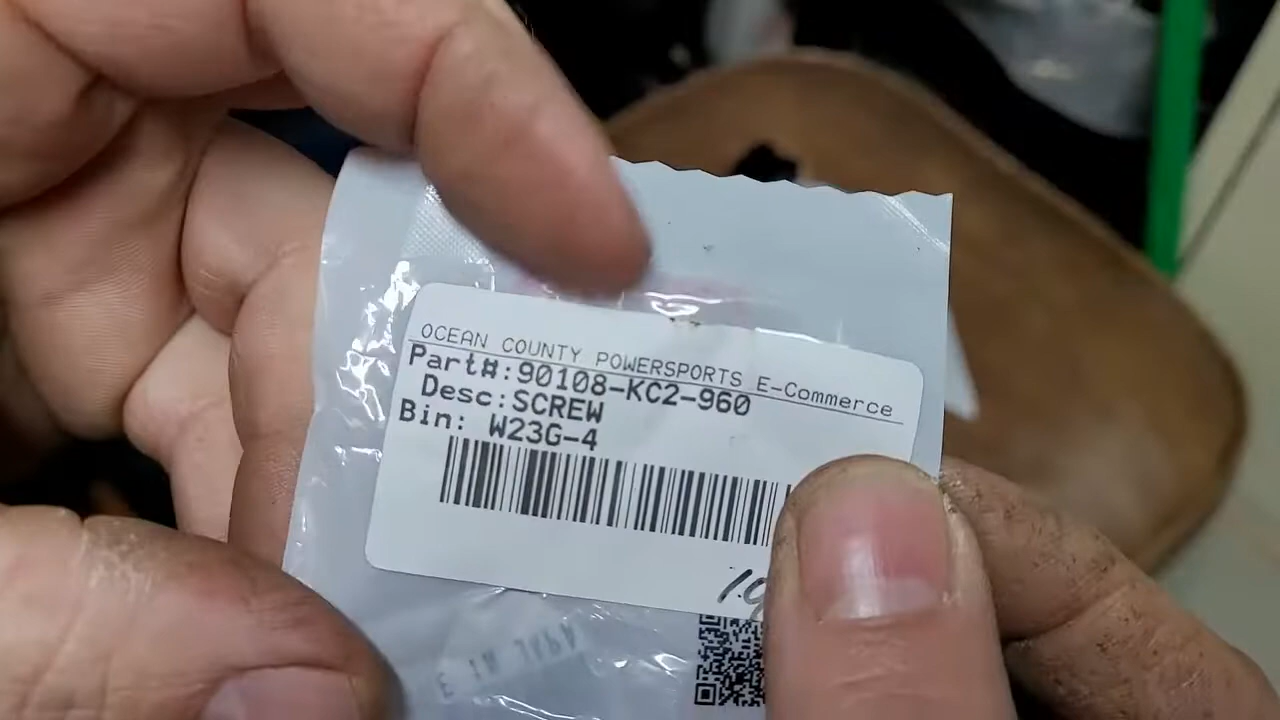 OCEAN COUNTY POWERSPORTS E-Commerce
Part#:90108-KC2-960
Desc:SCREW
Bin: W23G-4